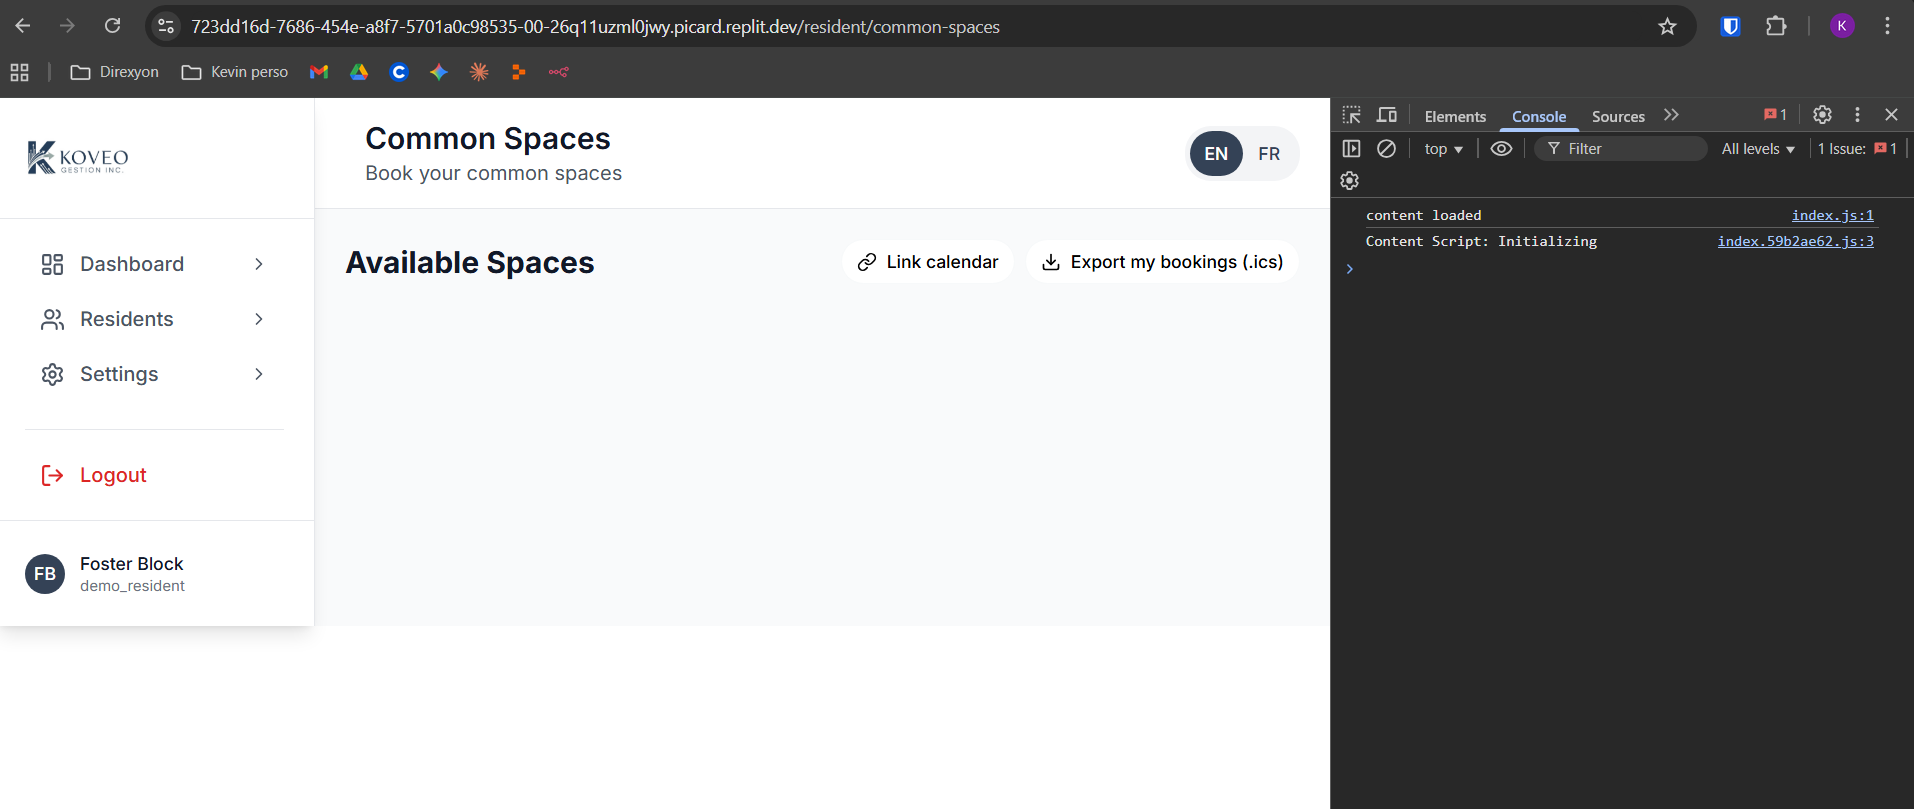 723dd16d-7686-454e-a8f7-5701a0c98535-00-26q11uzml0jwy.picard.replit.dev/resident/common-spaces
K
Direxyon
Kevin perso
KOVEO
GESTION INC.
Dashboard
Residents
Settings
Logout
FB
Foster Block
demo_resident
Common Spaces
Book your common spaces
EN
FR
Available Spaces
Link calendar
Export my bookings (.ics)
Elements
Console
Sources
1
top
Filter
All levels
1 Issue:
1
content loaded
index.js:1
Content Script: Initializing
index.59b2ae62.js:3